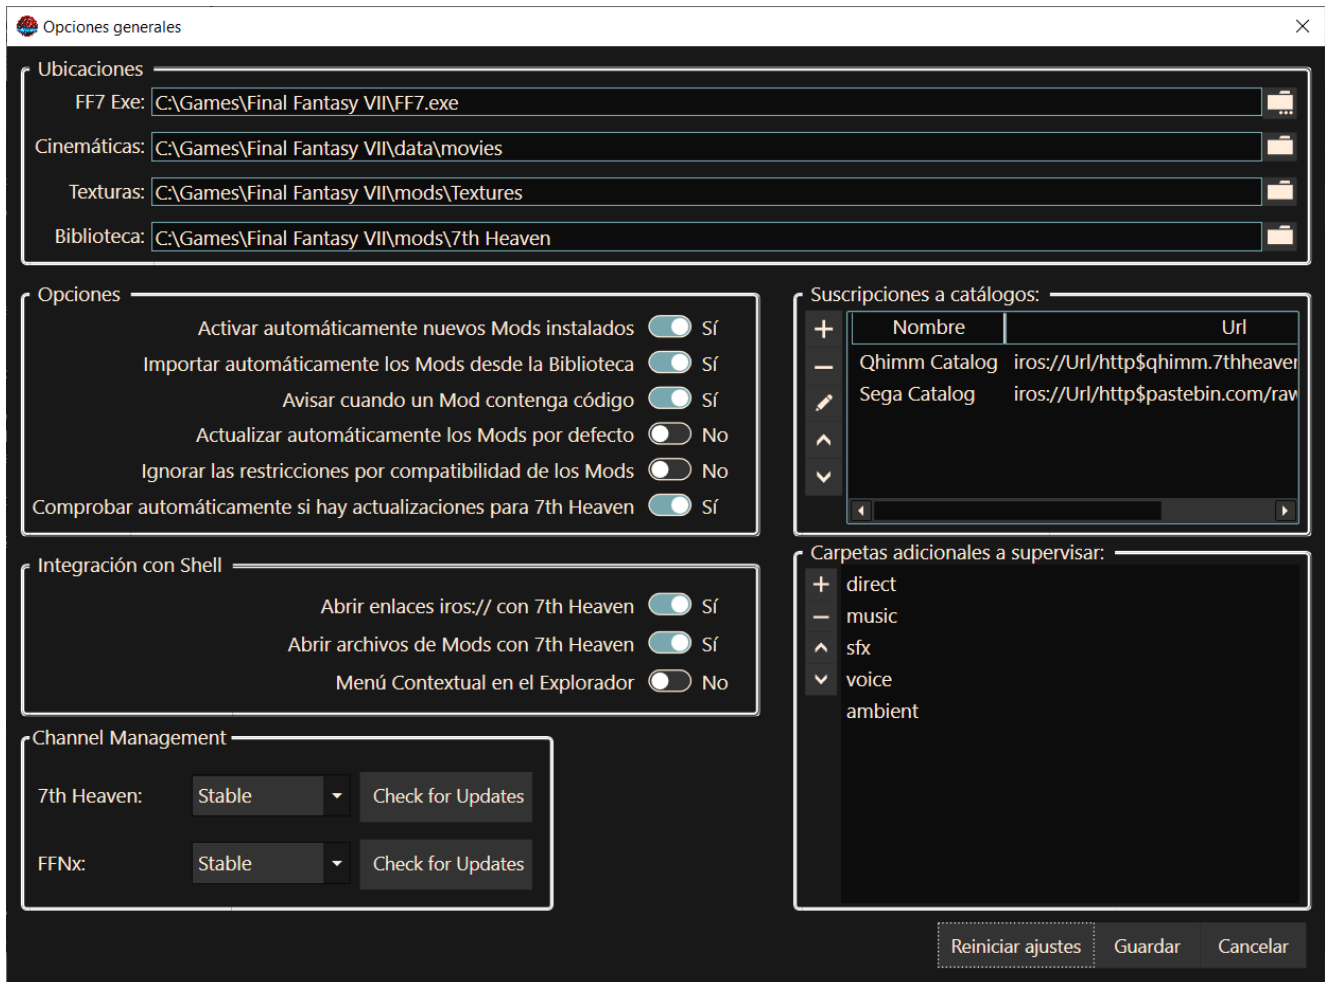 Opciones generales
Ubicaciones
FF7 Exe: C:\Games\Final Fantasy VII\FF7.exe
Cinemáticas: C:\Games\Final Fantasy VII\data\movies
Texturas: C:\Games\Final Fantasy VII\mods\Textures
Biblioteca: C:\Games\Final Fantasy VII\mods\7th Heaven
Opciones
Activar automáticamente nuevos Mods instalados Sí
Importar automáticamente los Mods desde la Biblioteca Sí
Avisar cuando un Mod contenga código Sí
Actualizar automáticamente los Mods por defecto No
Ignorar las restricciones por compatibilidad de los Mods No
Comprobar automáticamente si hay actualizaciones para 7th Heaven Sí
Suscripciones a catálogos:
Nombre Url
Qhimm Catalog iros://Url/http$qhimm.7thheaven
Sega Catalog iros://Url/http$pastebin.com/raw
Integración con Shell
Abrir enlaces iros:// con 7th Heaven Sí
Abrir archivos de Mods con 7th Heaven Sí
Menú Contextual en el Explorador No
Carpetas adicionales a supervisar:
direct
music
sfx
voice
ambient
Channel Management
7th Heaven: Stable Check for Updates
FFNx: Stable Check for Updates
Reiniciar ajustes Guardar Cancelar